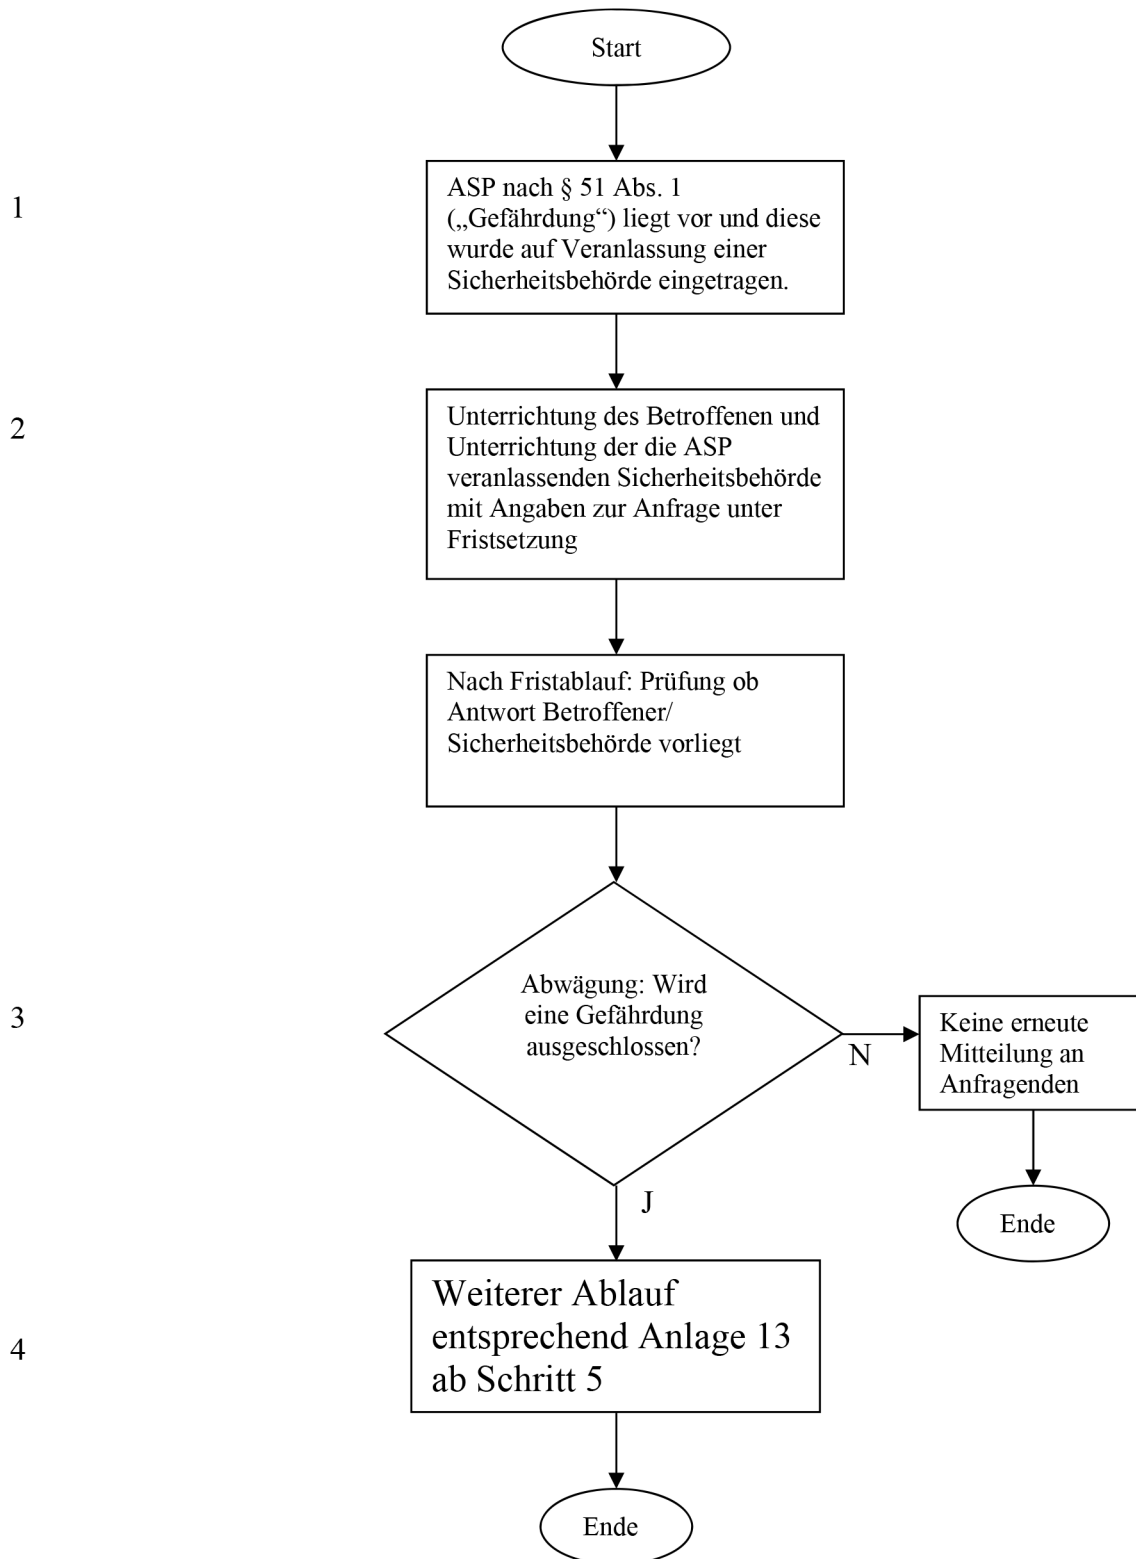 Start
1
ASP nach § 51 Abs. 1
(„Gefährdung“) liegt vor und diese
wurde auf Veranlassung einer
Sicherheitsbehörde eingetragen.
2
Unterrichtung des Betroffenen und
Unterrichtung der die ASP
veranlassenden Sicherheitsbehörde
mit Angaben zur Anfrage unter
Fristsetzung
Nach Fristablauf: Prüfung ob
Antwort Betroffener/
Sicherheitsbehörde vorliegt
3
Abwägung: Wird
eine Gefährdung
ausgeschlossen?
N
Keine erneute
Mitteilung an
Anfragenden
Ende
J
4
Weiterer Ablauf
entsprechend Anlage 13
ab Schritt 5
Ende